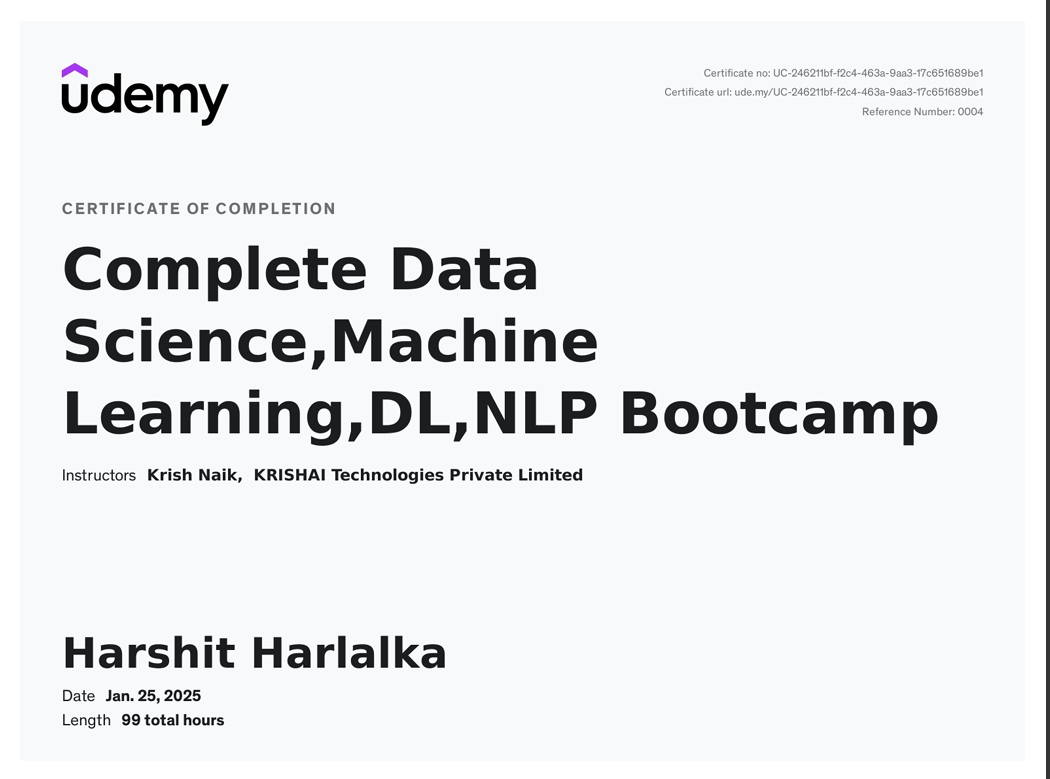 udemy
Certificate no: UC-246211bf-f2c4-463a-9aa3-17c651689be1
Certificate url: ude.my/UC-246211bf-f2c4-463a-9aa3-17c651689be1
Reference Number: 0004
CERTIFICATE OF COMPLETION
Complete Data
Science,Machine
Learning,DL,NLP Bootcamp
Instructors Krish Naik, KRISHAI Technologies Private Limited
Harshit Harlalka
Date Jan. 25, 2025
Length 99 total hours